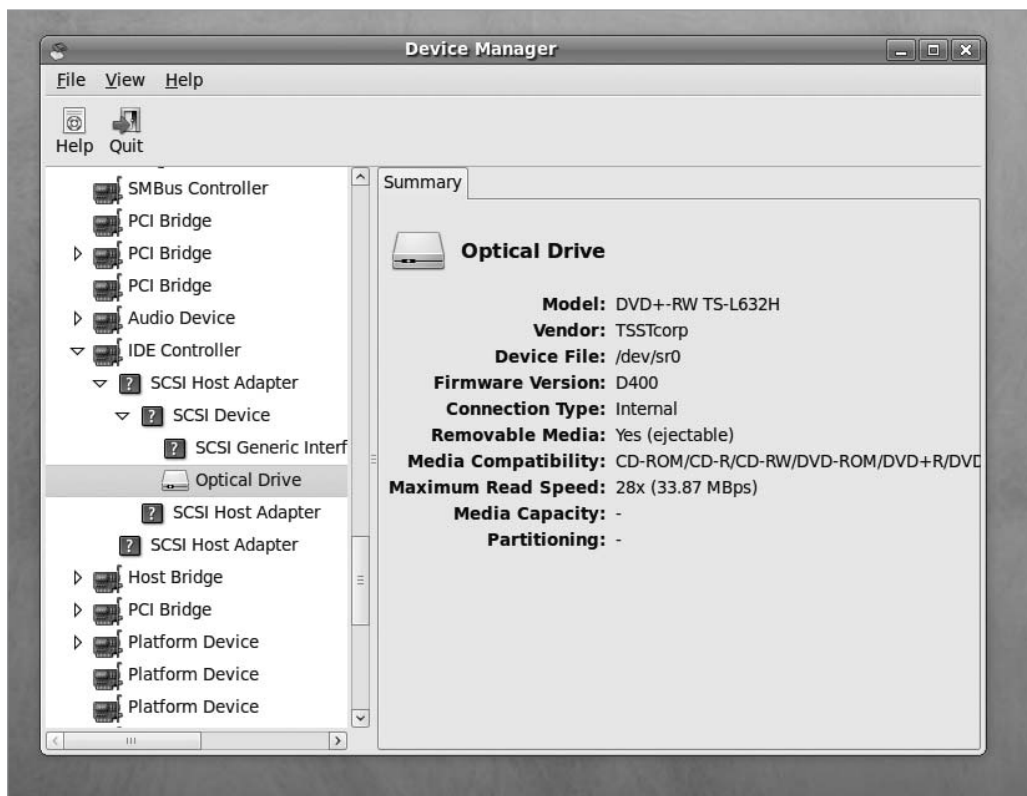 Device Manager
File View Help
Help Quit
SMBus Controller
PCI Bridge
PCI Bridge
PCI Bridge
Audio Device
IDE Controller
SCSI Host Adapter
SCSI Device
SCSI Generic Interf
Optical Drive
SCSI Host Adapter
SCSI Host Adapter
Host Bridge
PCI Bridge
Platform Device
Platform Device
Platform Device
Summary
Optical Drive
Model: DVD+-RW TS-L632H
Vendor: TSSTcorp
Device File: /dev/sr0
Firmware Version: D400
Connection Type: Internal
Removable Media: Yes (ejectable)
Media Compatibility: CD-ROM/CD-R/CD-RW/DVD-ROM/DVD+R/DVD
Maximum Read Speed: 28x (33.87 MBps)
Media Capacity: -
Partitioning: -